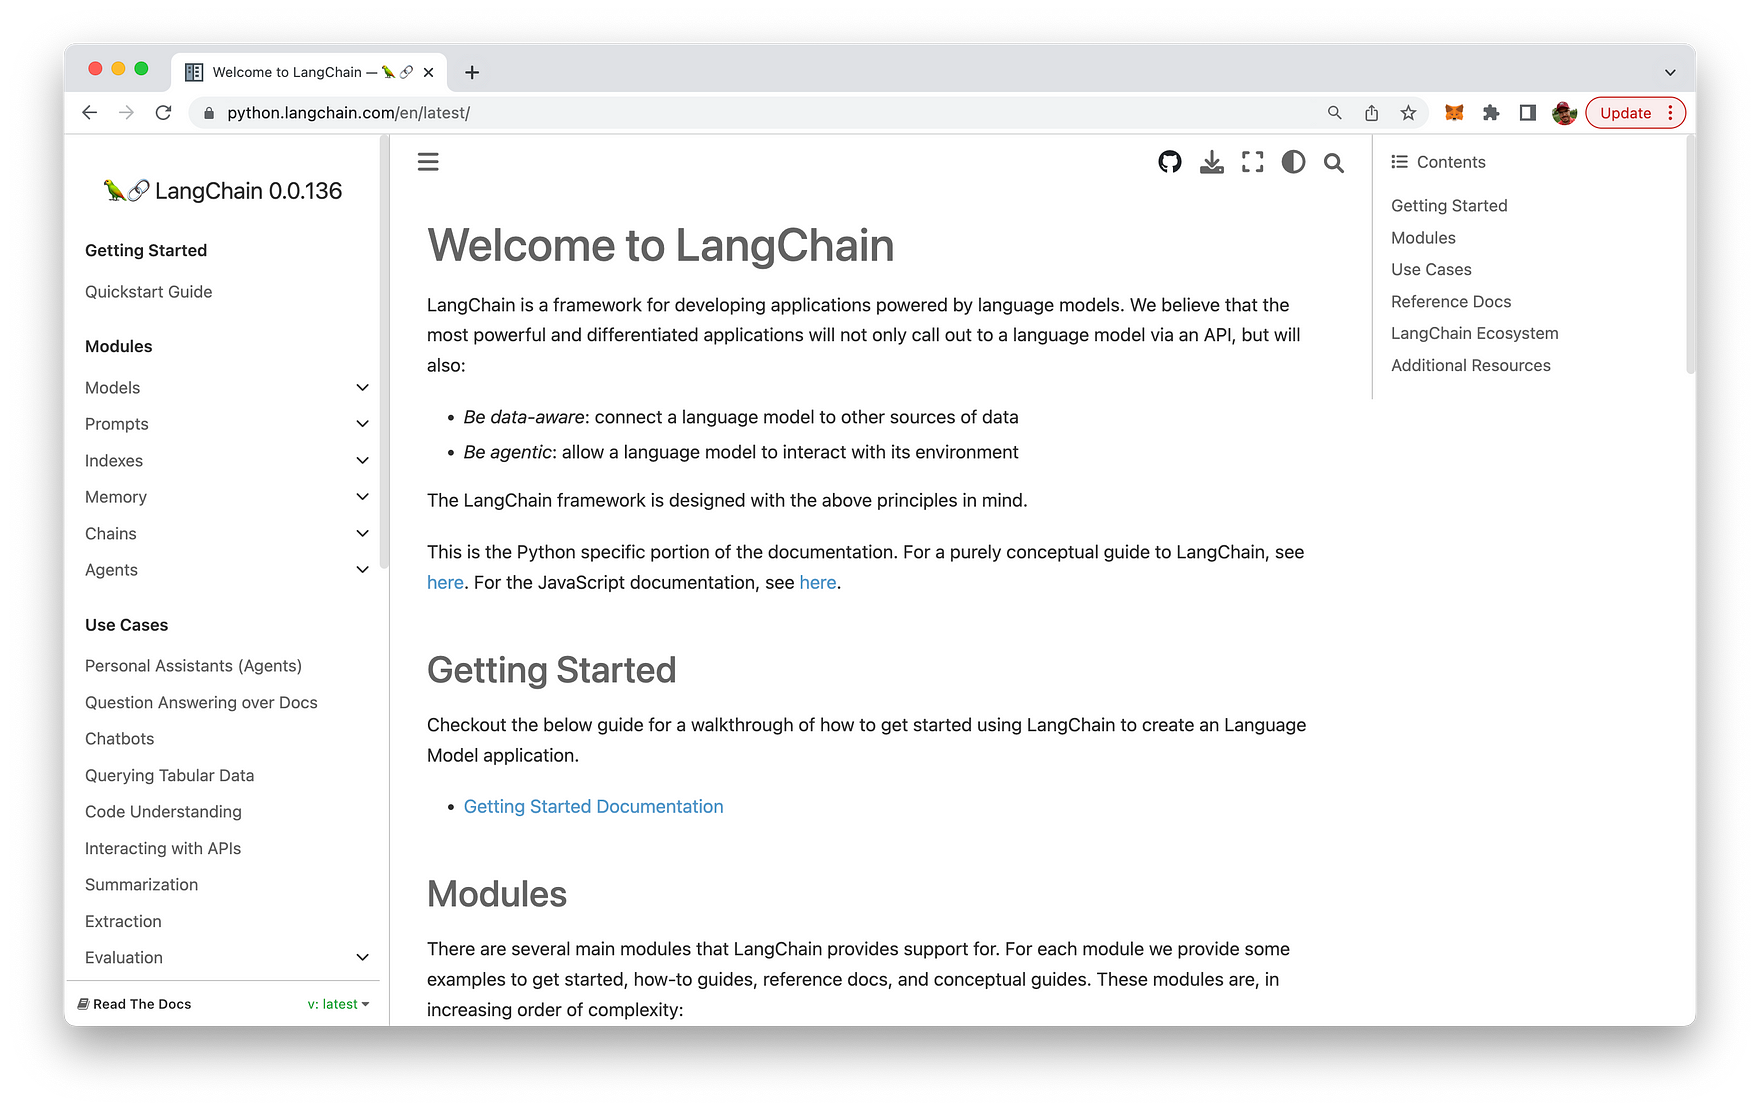 Welcome to LangChain — 🦜🔗
python.langchain.com/en/latest/
Update
🦜🔗 LangChain 0.0.136
Getting Started
Quickstart Guide
Modules
Models
Prompts
Indexes
Memory
Chains
Agents
Use Cases
Personal Assistants (Agents)
Question Answering over Docs
Chatbots
Querying Tabular Data
Code Understanding
Interacting with APIs
Summarization
Extraction
Evaluation
Read The Docs
v: latest
Welcome to LangChain
LangChain is a framework for developing applications powered by language models. We believe that the
most powerful and differentiated applications will not only call out to a language model via an API, but will
also:
• Be data-aware: connect a language model to other sources of data
• Be agentic: allow a language model to interact with its environment
The LangChain framework is designed with the above principles in mind.
This is the Python specific portion of the documentation. For a purely conceptual guide to LangChain, see
here. For the JavaScript documentation, see here.
Getting Started
Checkout the below guide for a walkthrough of how to get started using LangChain to create an Language
Model application.
• Getting Started Documentation
Modules
There are several main modules that LangChain provides support for. For each module we provide some
examples to get started, how-to guides, reference docs, and conceptual guides. These modules are, in
increasing order of complexity:
Contents
Getting Started
Modules
Use Cases
Reference Docs
LangChain Ecosystem
Additional Resources